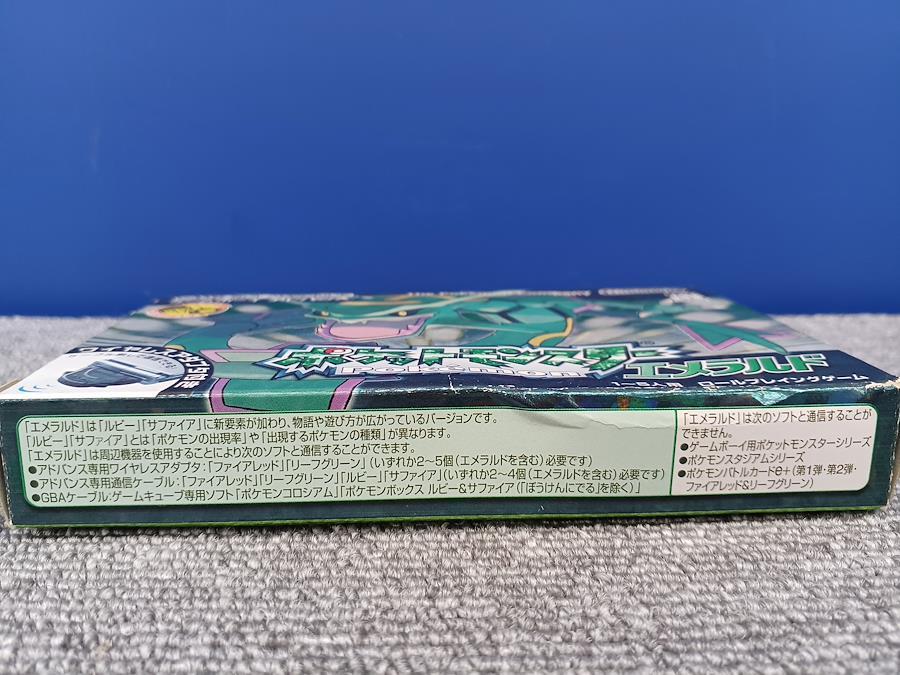 ポケットモンスター
POKéMON
エメラルド
1〜5人用 ロールプレイングゲーム
「エメラルド」は「ルビー」「サファイア」に新要素が加わり、物語や遊び方が広がっているバージョンです。
「ルビー」「サファイア」とは「ポケモンの出現率」や「出現するポケモンの種類」が異なります。
「エメラルド」は周辺機器を使用することにより次のソフトと通信することができます。
●アドバンス専用ワイヤレスアダプタ:「ファイアレッド」「リーフグリーン」(いずれか2〜5個(エメラルドを含む)必要です)
●アドバンス専用通信ケーブル:「ファイアレッド」「リーフグリーン」「ルビー」「サファイア」(いずれか2〜4個(エメラルドを含む)必要です)
●GBAケーブル:ゲームキューブ専用ソフト「ポケモンコロシアム」「ポケモンボックス ルビー&サファイア(「ぼうけんにでる」を除く)」
「エメラルド」は次のソフトと通信することが
できません。
●ゲームボーイ用ポケットモンスターシリーズ
●ポケモンスタジアムシリーズ
●ポケモンバトルカードe+(第1弾・第2弾・
ファイアレッド&リーフグリーン)